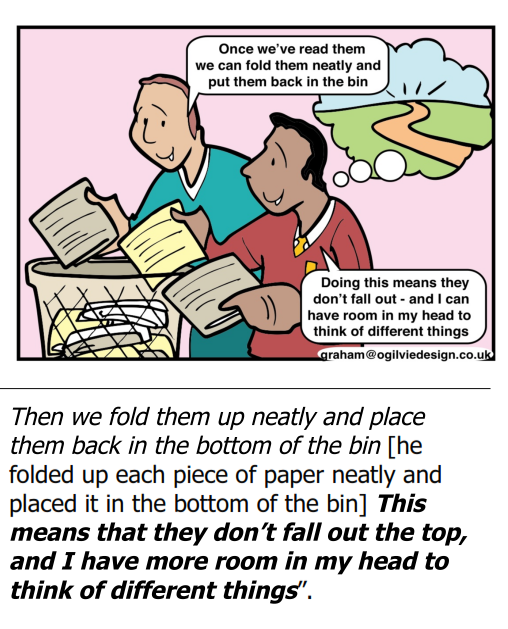 Once we've read them
we can fold them neatly and
put them back in the bin
Doing this means they
don't fall out - and I can
have room in my head to
think of different things
graham@ogilviedesign.co.uk
Then we fold them up neatly and place
them back in the bottom of the bin [he
folded up each piece of paper neatly and
placed it in the bottom of the bin] This
means that they don't fall out the top,
and I have more room in my head to
think of different things".